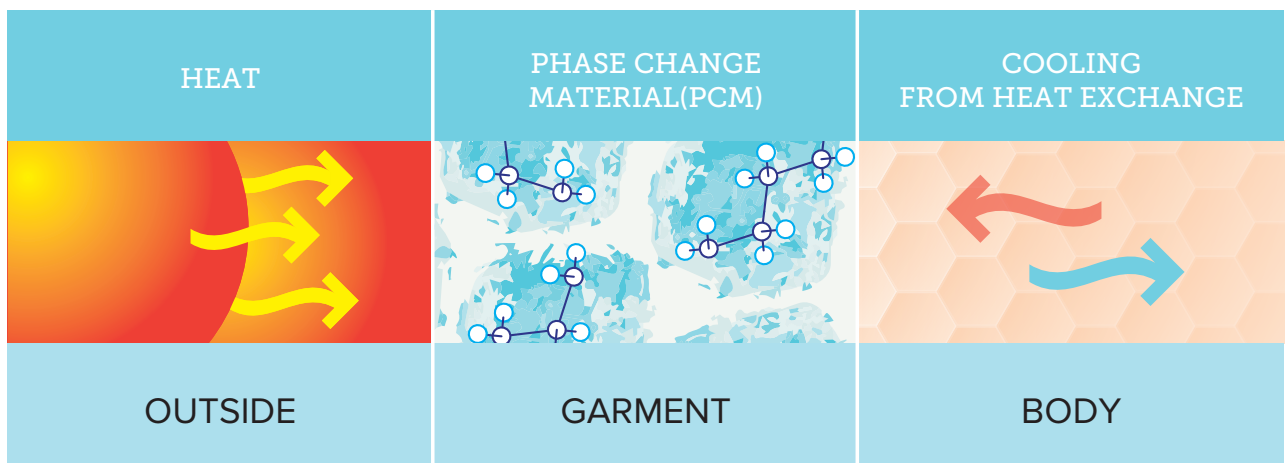 HEAT
PHASE CHANGE
MATERIAL(PCM)
COOLING
FROM HEAT EXCHANGE
OUTSIDE
GARMENT
BODY